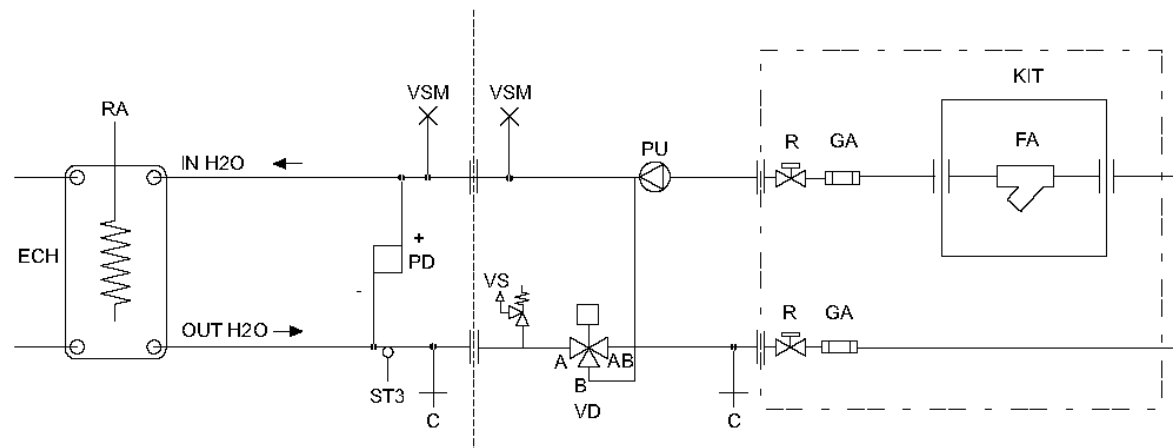 KIT
RA
VSM
VSM
PU
R
GA
FA
IN H2O
ECH
+
PD
-
VS
R
GA
OUT H2O
A
AB
B
ST3
C
VD
C